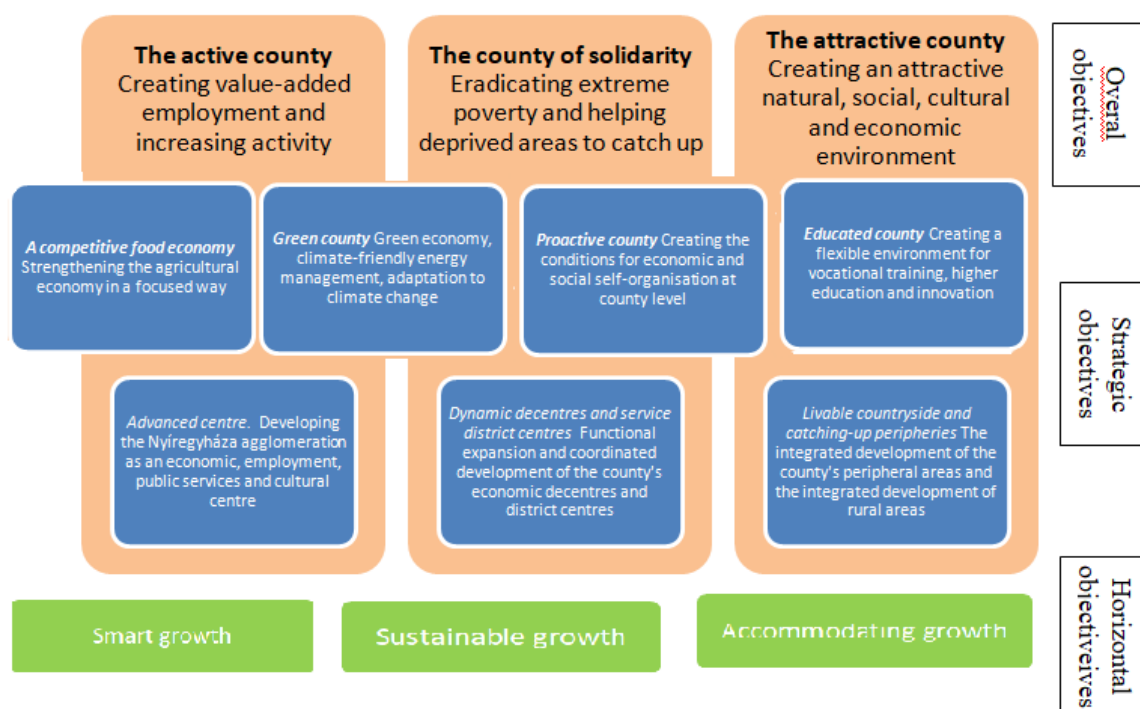 The active county
Creating value-added
employment and
increasing activity
The county of solidarity
Eradicating extreme
poverty and helping
deprived areas to catch up
The attractive county
Creating an attractive
natural, social, cultural
and economic
environment
Overal
objectives
A competitive food economy
Strengthening the agricultural
economy in a focused way
Green county Green economy,
climate-friendly energy
management, adaptation to
climate change
Proactive county Creating the
conditions for economic and
social self-organisation at
county level
Educated county Creating a
flexible environment for
vocational training, higher
education and innovation
Strategic
objectives
Advanced centre. Developing
the Nyíregyháza agglomeration
as an economic, employment,
public services and cultural
centre
Dynamic decentres and service
district centres Functional
expansion and coordinated
development of the county's
economic decentres and
district centres
Livable countryside and
catching-up peripheries The
integrated development of the
county's peripheral areas and
the integrated development of
rural areas
Horizontal
objectiveives
Smart growth
Sustainable growth
Accommodating growth